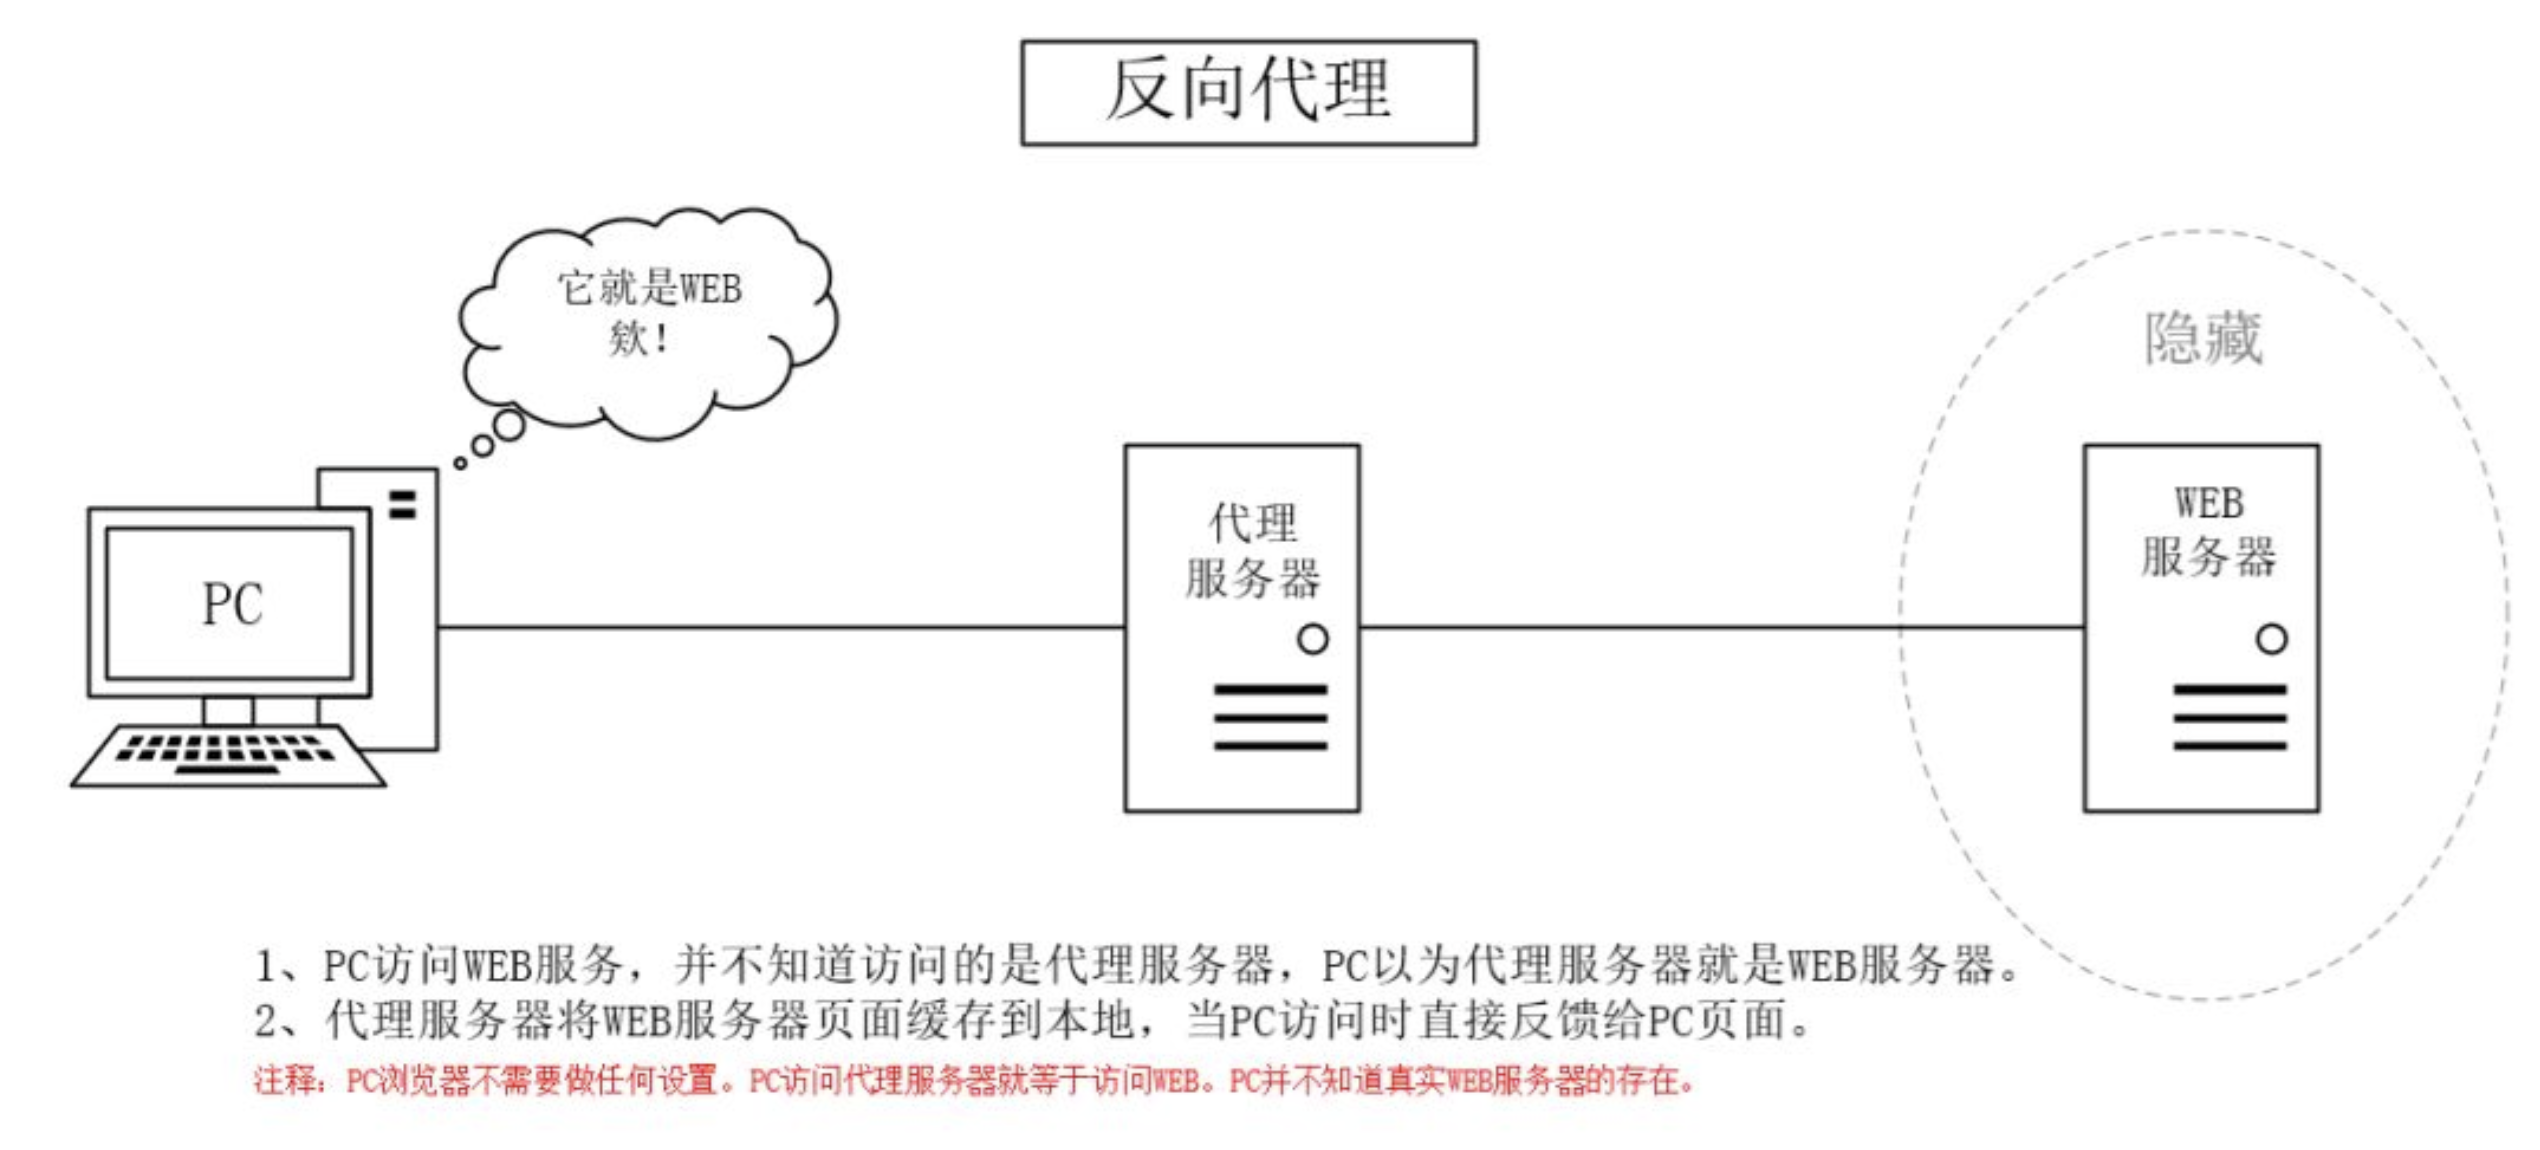 反向代理
它就是WEB
欸!
隐藏
PC
代理
服务器
WEB
服务器
1、PC访问WEB服务，并不知道访问的是代理服务器，PC以为代理服务器就是WEB服务器。
2、代理服务器将WEB服务器页面缓存到本地，当PC访问时直接反馈给PC页面。
注释：PC浏览器不需要做任何设置。PC访问代理服务器就等于访问WEB。PC并不知道真实WEB服务器的存在。